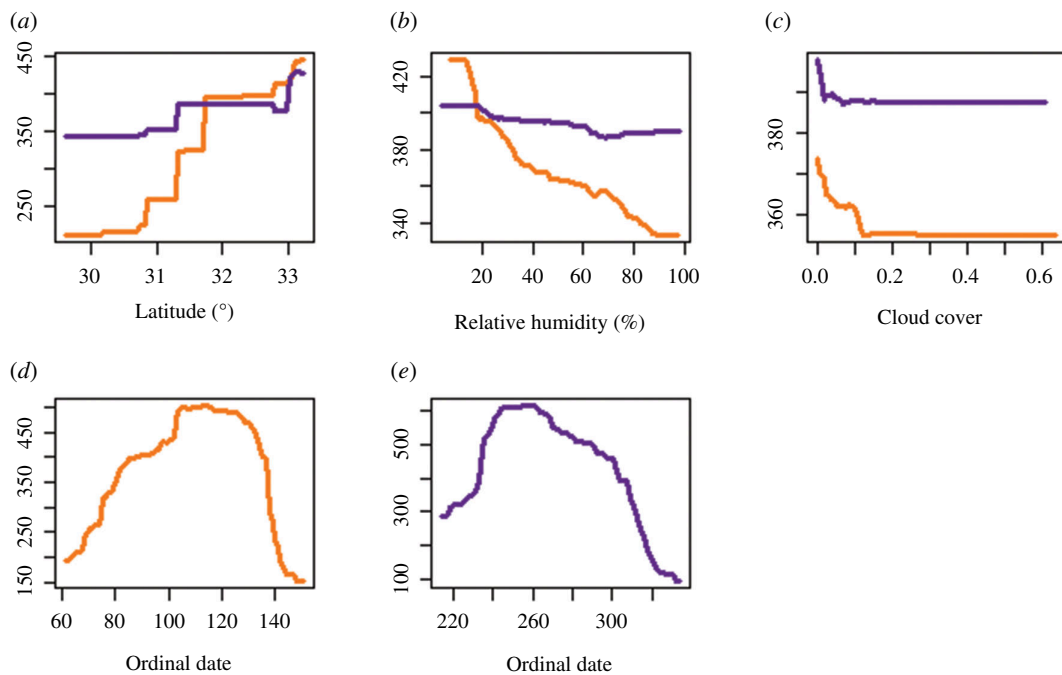 (a) (b) (c)
450
350
250
30 31 32 33
Latitude (°)
420
380
340
20 40 60 80 100
Relative humidity (%)
380
360
0.0 0.2 0.4 0.6
Cloud cover
(d) (e)
450
350
250
150
60 80 100 120 140
Ordinal date
500
300
100
220 260 300
Ordinal date